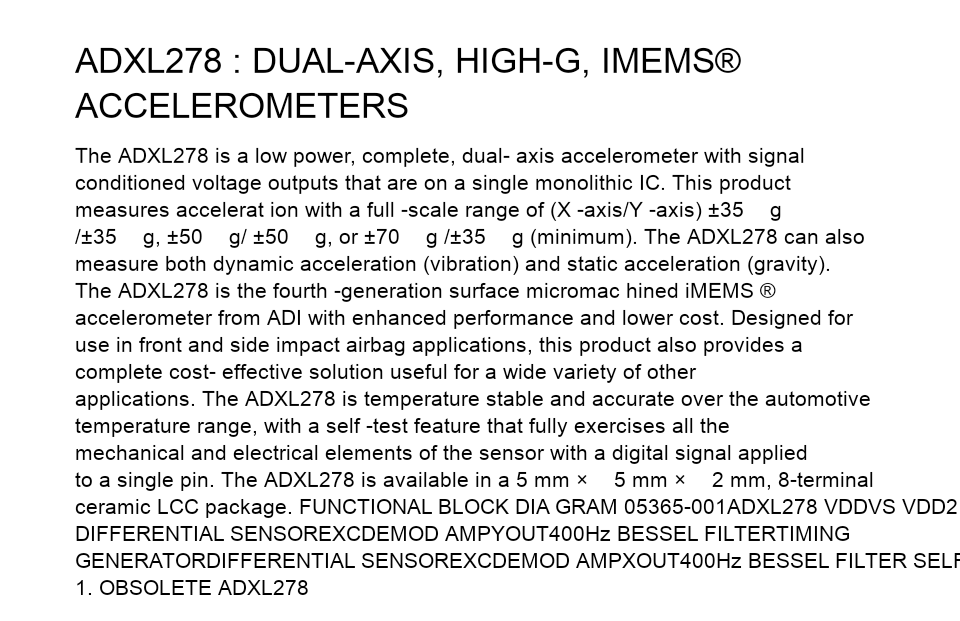 ADXL278 : DUAL-AXIS, HIGH-G, IMEMS®
ACCELEROMETERS
The ADXL278 is a low power, complete, dual- axis accelerometer with signal
conditioned voltage outputs that are on a single monolithic IC. This product
measures accelerat ion with a full -scale range of (X -axis/Y -axis) ±35 g
/±35 g, ±50 g/ ±50 g, or ±70 g /±35 g (minimum). The ADXL278 can also
measure both dynamic acceleration (vibration) and static acceleration (gravity).
The ADXL278 is the fourth -generation surface micromac hined iMEMS ®
accelerometer from ADI with enhanced performance and lower cost. Designed for
use in front and side impact airbag applications, this product also provides a
complete cost- effective solution useful for a wide variety of other
applications. The ADXL278 is temperature stable and accurate over the automotive
temperature range, with a self -test feature that fully exercises all the
mechanical and electrical elements of the sensor with a digital signal applied
to a single pin. The ADXL278 is available in a 5 mm × 5 mm × 2 mm, 8-terminal
ceramic LCC package. FUNCTIONAL BLOCK DIA GRAM 05365-001ADXL278 VDDVS VDD2
DIFFERENTIAL SENSOREXCDEMOD AMPYOUT400Hz BESSEL FILTERTIMING
GENERATORDIFFERENTIAL SENSOREXCDEMOD AMPXOUT400Hz BESSEL FILTER SELF
1. OBSOLETE ADXL278